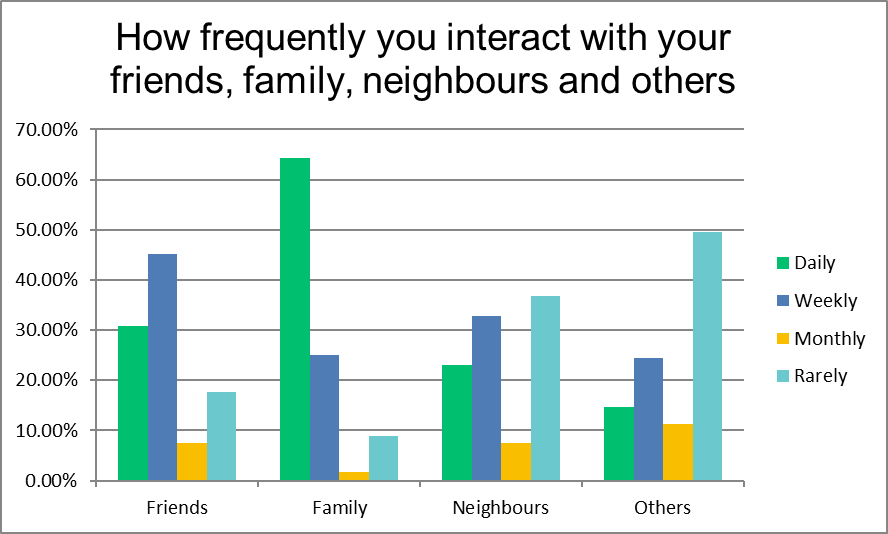 How frequently you interact with your
friends, family, neighbours and others
70.00%
60.00%
50.00%
40.00%
30.00%
20.00%
10.00%
0.00%
Friends
Family
Neighbours
Others
Daily
Weekly
Monthly
Rarely